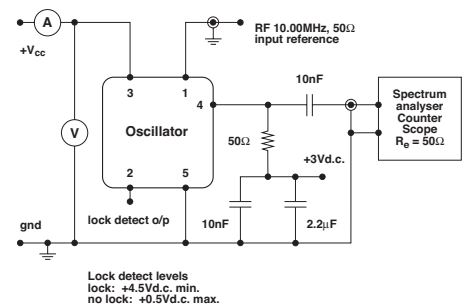 A
+Vcc
RF 10.00MHz, 50Ω
input reference
10nF
3
1
4
Spectrum
analyser
Counter
Scope
Re = 50Ω
V
Oscillator
50Ω
+3Vd.c.
2
5
lock detect o/p
10nF
2.2µF
gnd
Lock detect levels
lock: +4.5Vd.c. min.
no lock: +0.5Vd.c. max.